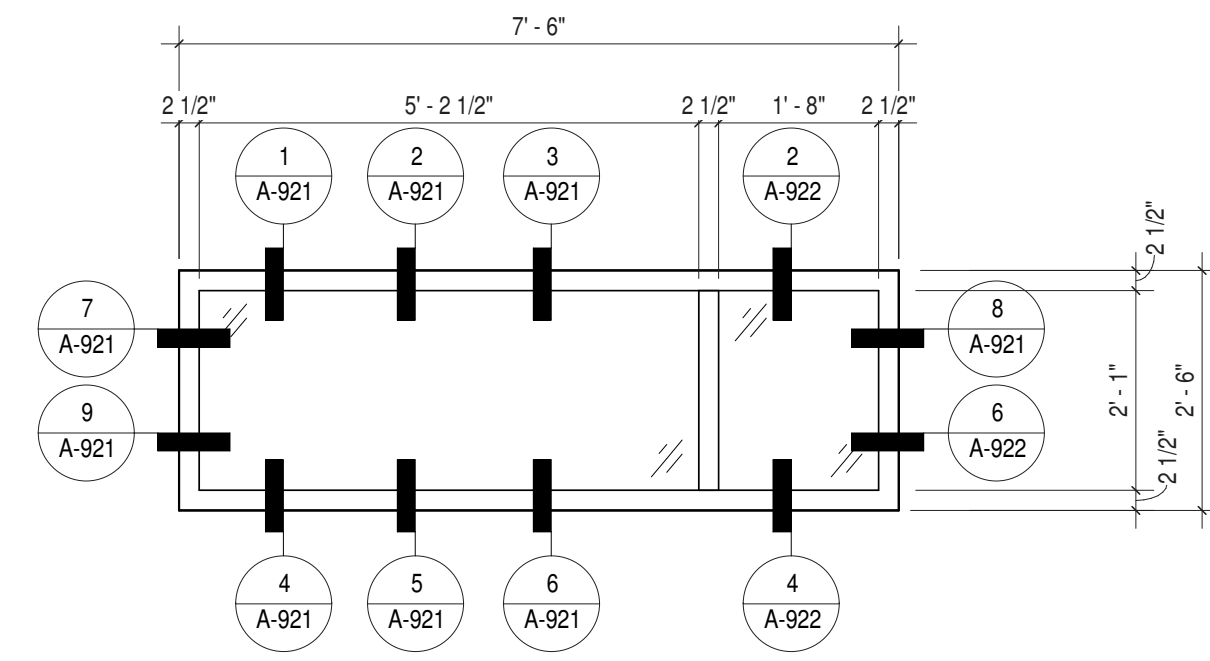 7' - 6"
2 1/2" 5' - 2 1/2" 2 1/2" 1' - 8" 2 1/2"
1 2 3 2
A-921 A-921 A-921 A-922
2 1/2"
7 8
A-921 A-921
2' - 1" 2' - 6"
9 6
A-921 A-922
2 1/2"
4 5 6 4
A-921 A-921 A-921 A-922